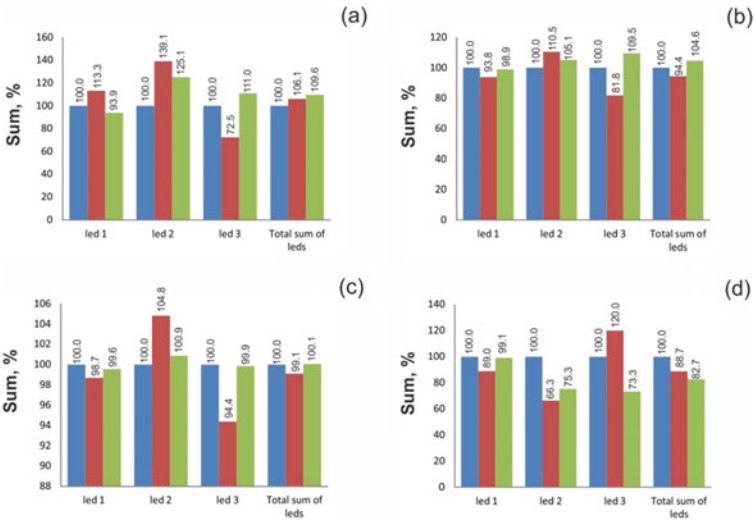 (a)
Sum, %
160
140
120
100
80
60
40
20
0
100.0 113.3 93.9
100.0 139.1 125.1
100.0 72.5 111.0
100.0 106.1 109.6
led 1 led 2 led 3 Total sum of
leds
(b)
Sum, %
120
100
80
60
40
20
0
100.0 93.8 98.9
100.0 110.5 105.1
100.0 81.8 109.5
100.0 94.4 104.6
led 1 led 2 led 3 Total sum of
leds
(c)
Sum, %
106
104
102
100
98
96
94
92
90
88
100.0 98.7 99.6
100.0 104.8 100.9
100.0 94.4 99.9
100.0 99.1 100.1
led 1 led 2 led 3 Total sum of
leds
(d)
Sum, %
140
120
100
80
60
40
20
0
100.0 89.0 99.1
100.0 66.3 75.3
100.0 120.0 73.3
100.0 88.7 82.7
led 1 led 2 led 3 Total sum of
leds